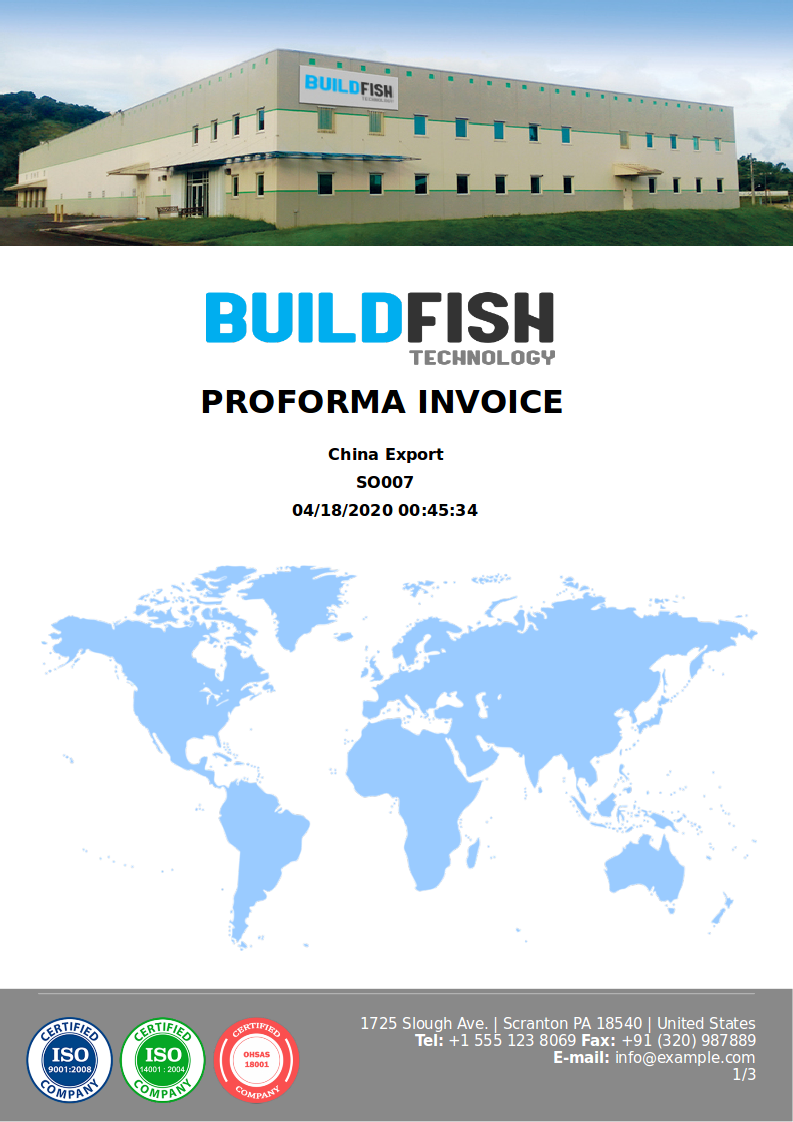 BUILDFISH
TECHNOLOGY
BUILDFISH
TECHNOLOGY
PROFORMA INVOICE
China Export
SO007
04/18/2020 00:45:34
CERTIFIED
ISO
9001:2008
COMPANY
CERTIFIED
ISO
14001 : 2004
COMPANY
CERTIFIED
OHSAS
18001
COMPANY
1725 Slough Ave. | Scranton PA 18540 | United States
Tel: +1 555 123 8069 Fax: +91 (320) 987889
E-mail: info@example.com
1/3